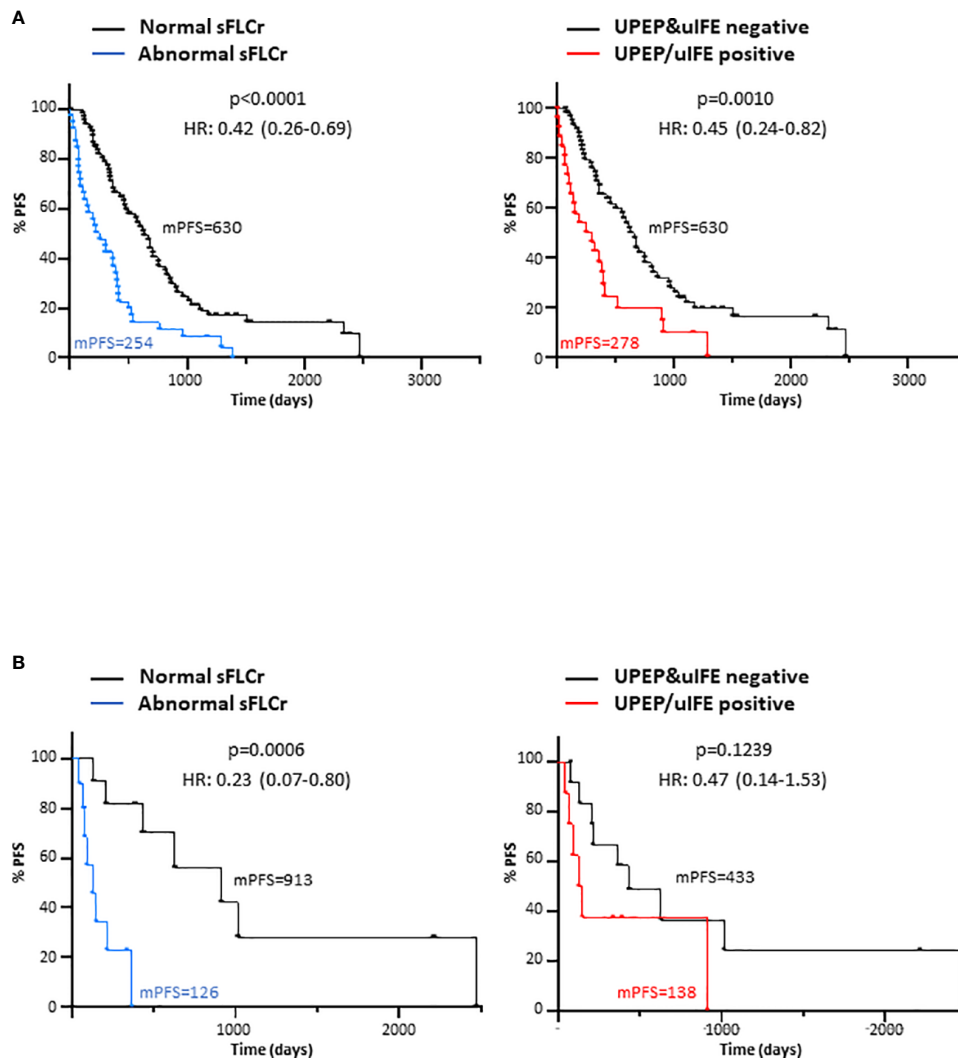 A
Normal sFLCr
Abnormal sFLCr
p<0.0001
HR: 0.42 (0.26-0.69)
100
80
60
40
20
0
% PFS
mPFS=630
mPFS=254
1000
2000
3000
Time (days)
UPEP&uIFE negative
UPEP/uIFE positive
p=0.0010
HR: 0.45 (0.24-0.82)
100
80
60
40
20
0
% PFS
mPFS=630
mPFS=278
1000
2000
3000
Time (days)
B
Normal sFLCr
Abnormal sFLCr
p=0.0006
HR: 0.23 (0.07-0.80)
100
80
60
40
20
0
% PFS
mPFS=913
mPFS=126
1000
2000
Time (days)
UPEP&uIFE negative
UPEP/uIFE positive
p=0.1239
HR: 0.47 (0.14-1.53)
100
80
60
40
20
0
% PFS
mPFS=433
mPFS=138
-
-1000
-2000
Time (days)